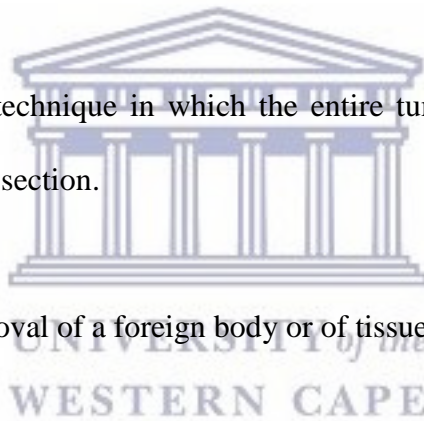 technique in which the entire tu
section.
oval of a foreign body or of tissue
UNIVERSITY of the
WESTERN CAPE